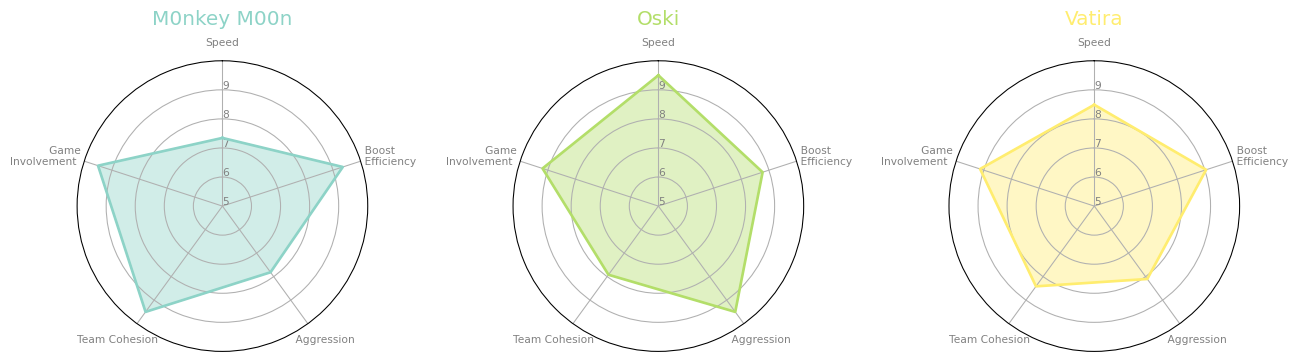 M0nkey M00n
Speed
9
8
7
6
5
Boost
Efficiency
Game
Involvement
Team Cohesion
Aggression
Oski
Speed
9
8
7
6
5
Boost
Efficiency
Game
Involvement
Team Cohesion
Aggression
Vatira
Speed
9
8
7
6
5
Boost
Efficiency
Game
Involvement
Team Cohesion
Aggression